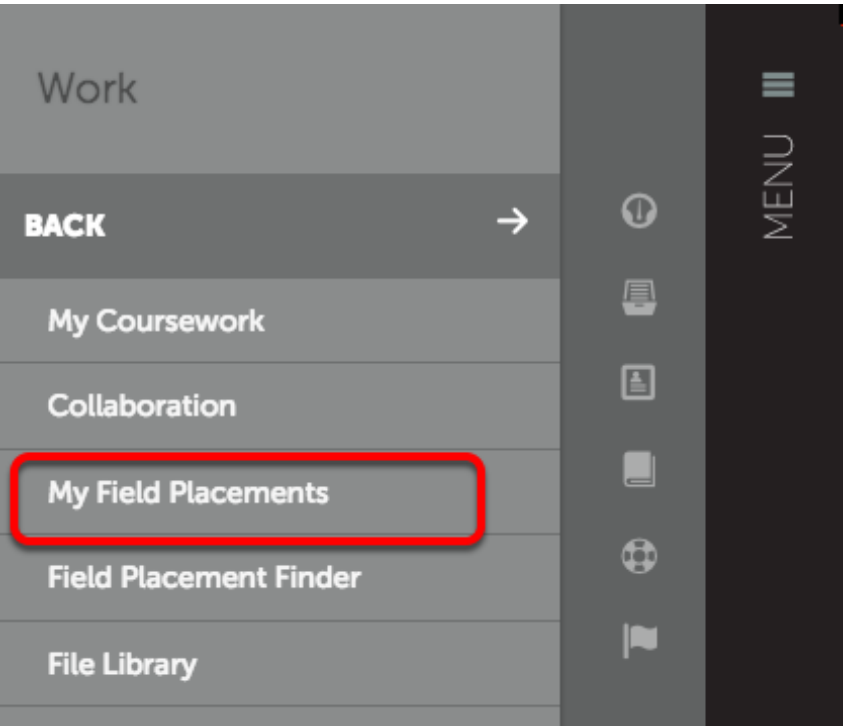 Work
MENU
BACK
My Coursework
Collaboration
My Field Placements
Field Placement Finder
File Library